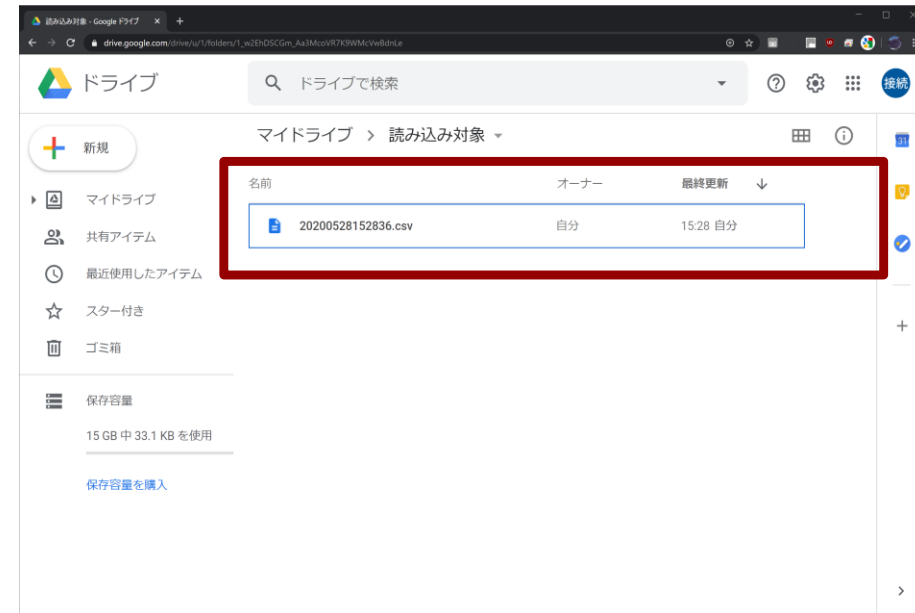 読み込み対象 - Google ドライブ
drive.google.com/drive/u/1/folders/1_w2EhDSCGm_Aa3McoVR7K9WMcVwBdnLe
ドライブ
ドライブで検索
接続
新規
マイドライブ > 読み込み対象
31
名前 オーナー 最終更新
マイドライブ
20200528152836.csv 自分 15:28 自分
共有アイテム
最近使用したアイテム
スター付き
ゴミ箱
保存容量
15 GB 中 33.1 KB を使用
保存容量を購入